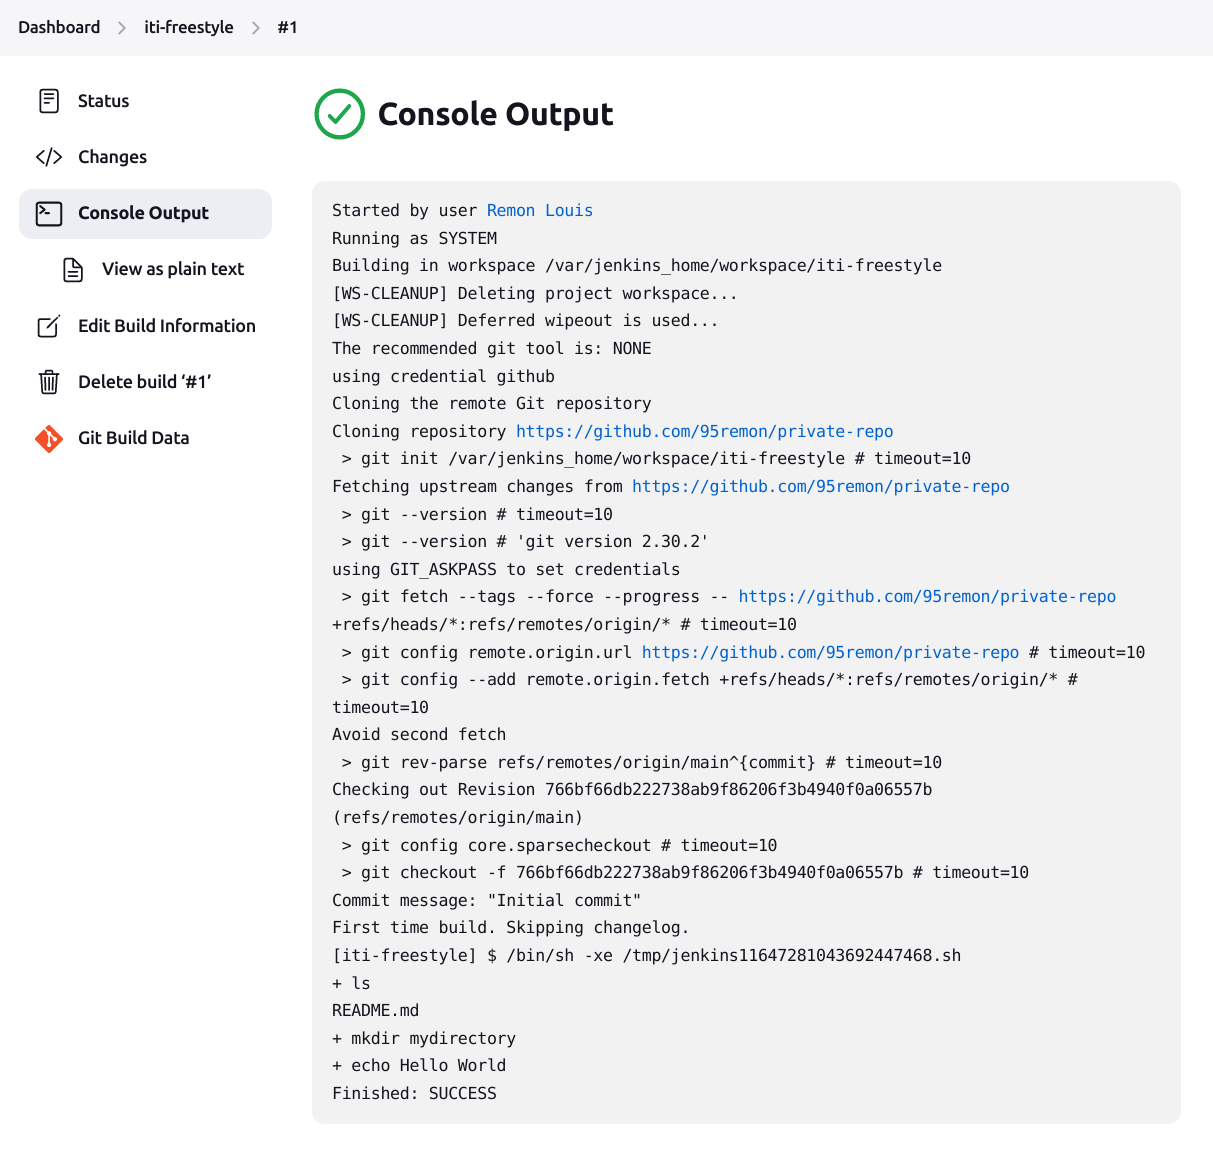 Dashboard > iti-freestyle > #1
Status
Changes
Console Output
View as plain text
Edit Build Information
Delete build ‘#1’
Git Build Data
Console Output
Started by user Remon Louis
Running as SYSTEM
Building in workspace /var/jenkins_home/workspace/iti-freestyle
[WS-CLEANUP] Deleting project workspace...
[WS-CLEANUP] Deferred wipeout is used...
The recommended git tool is: NONE
using credential github
Cloning the remote Git repository
Cloning repository https://github.com/95remon/private-repo
 > git init /var/jenkins_home/workspace/iti-freestyle # timeout=10
Fetching upstream changes from https://github.com/95remon/private-repo
 > git --version # timeout=10
 > git --version # 'git version 2.30.2'
using GIT_ASKPASS to set credentials
 > git fetch --tags --force --progress -- https://github.com/95remon/private-repo
+refs/heads/*:refs/remotes/origin/* # timeout=10
 > git config remote.origin.url https://github.com/95remon/private-repo # timeout=10
 > git config --add remote.origin.fetch +refs/heads/*:refs/remotes/origin/* #
timeout=10
Avoid second fetch
 > git rev-parse refs/remotes/origin/main^{commit} # timeout=10
Checking out Revision 766bf66db222738ab9f86206f3b4940f0a06557b
(refs/remotes/origin/main)
 > git config core.sparsecheckout # timeout=10
 > git checkout -f 766bf66db222738ab9f86206f3b4940f0a06557b # timeout=10
Commit message: "Initial commit"
First time build. Skipping changelog.
[iti-freestyle] $ /bin/sh -xe /tmp/jenkins11647281043692447468.sh
+ ls
README.md
+ mkdir mydirectory
+ echo Hello World
Finished: SUCCESS